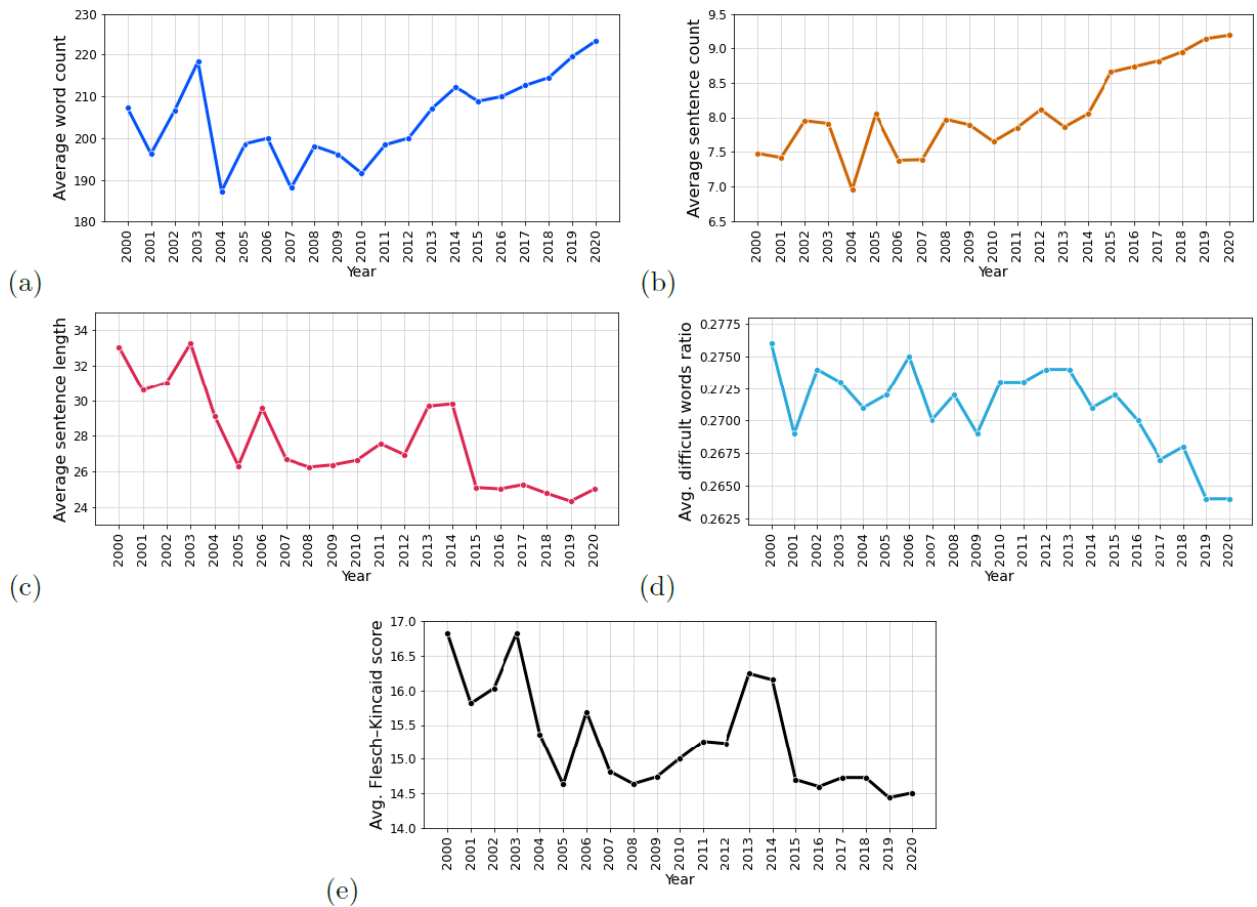 Average word count
230
220
210
200
190
180
2000 2001 2002 2003 2004 2005 2006 2007 2008 2009 2010 2011 2012 2013 2014 2015 2016 2017 2018 2019 2020
Year
(a)
Average sentence count
9.5
9.0
8.5
8.0
7.5
7.0
6.5
2000 2001 2002 2003 2004 2005 2006 2007 2008 2009 2010 2011 2012 2013 2014 2015 2016 2017 2018 2019 2020
Year
(b)
Average sentence length
34
32
30
28
26
24
2000 2001 2002 2003 2004 2005 2006 2007 2008 2009 2010 2011 2012 2013 2014 2015 2016 2017 2018 2019 2020
Year
(c)
Avg. difficult words ratio
0.2775
0.2750
0.2725
0.2700
0.2675
0.2650
0.2625
2000 2001 2002 2003 2004 2005 2006 2007 2008 2009 2010 2011 2012 2013 2014 2015 2016 2017 2018 2019 2020
Year
(d)
Avg. Flesch–Kincaid score
17.0
16.5
16.0
15.5
15.0
14.5
14.0
2000 2001 2002 2003 2004 2005 2006 2007 2008 2009 2010 2011 2012 2013 2014 2015 2016 2017 2018 2019 2020
Year
(e)